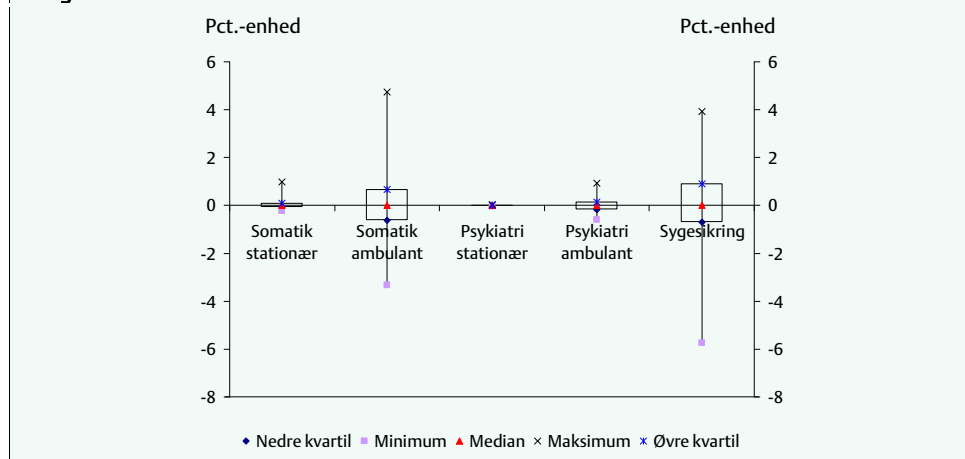 Pct.-enhed Pct.-enhed
6 6
4 4
2 2
0 0
Somatik Somatik Psykiatri Psykiatri Sygesikring
stationær ambulant stationær ambulant
-2 -2
-4 -4
-6 -6
-8 -8
Nedre kvartil Minimum Median Maksimum Øvre kvartil